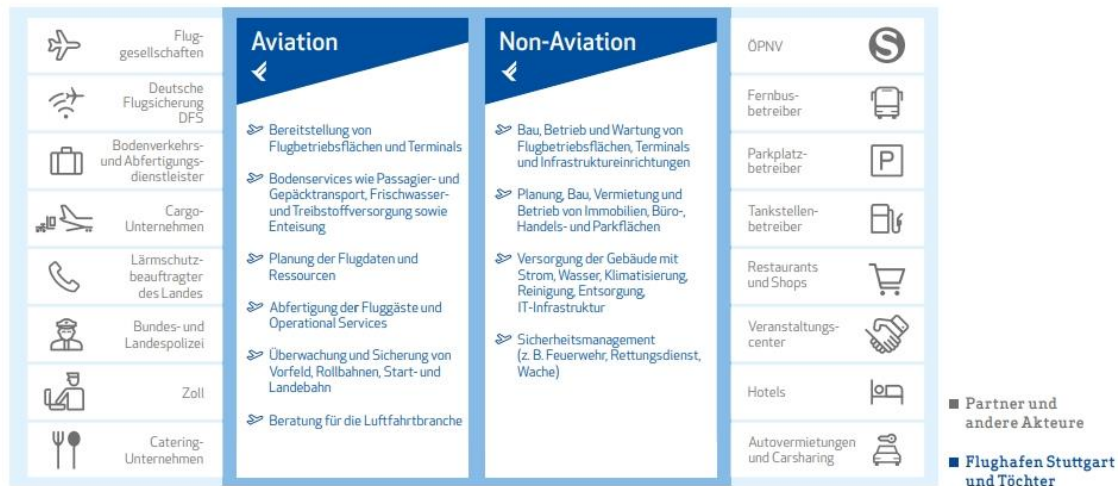 Flug-
gesellschaften
Deutsche
Flugsicherung
DFS
Bodenverkehrs-
und Abfertigungs-
dienstleister
Cargo-
Unternehmen
Lärmschutz-
beauftragter
des Landes
Bundes- und
Landespolizei
Zoll
Catering-
Unternehmen
Aviation
Bereitstellung von
Flugbetriebsflächen und Terminals
Bodenservices wie Passagier- und
Gepäcktransport, Frischwasser-
und Treibstoffversorgung sowie
Enteisung
Planung der Flugdaten und
Ressourcen
Abfertigung der Fluggäste und
Operational Services
Überwachung und Sicherung von
Vorfeld, Rollbahnen, Start- und
Landebahn
Beratung für die Luftfahrtbranche
Non-Aviation
Bau, Betrieb und Wartung von
Flugbetriebsflächen, Terminals
und Infrastruktureinrichtungen
Planung, Bau, Vermietung und
Betrieb von Immobilien, Büro-,
Handels- und Parkflächen
Versorgung der Gebäude mit
Strom, Wasser, Klimatisierung,
Reinigung, Entsorgung,
IT-Infrastruktur
Sicherheitsmanagement
(z. B. Feuerwehr, Rettungsdienst,
Wache)
ÖPNV
S
Fernbus-
betreiber
Parkplatz-
betreiber
P
Tankstellen-
betreiber
Restaurants
und Shops
Veranstaltungs-
center
Hotels
Autovermietungen
und Carsharing
Partner und
andere Akteure
Flughafen Stuttgart
und Töchter